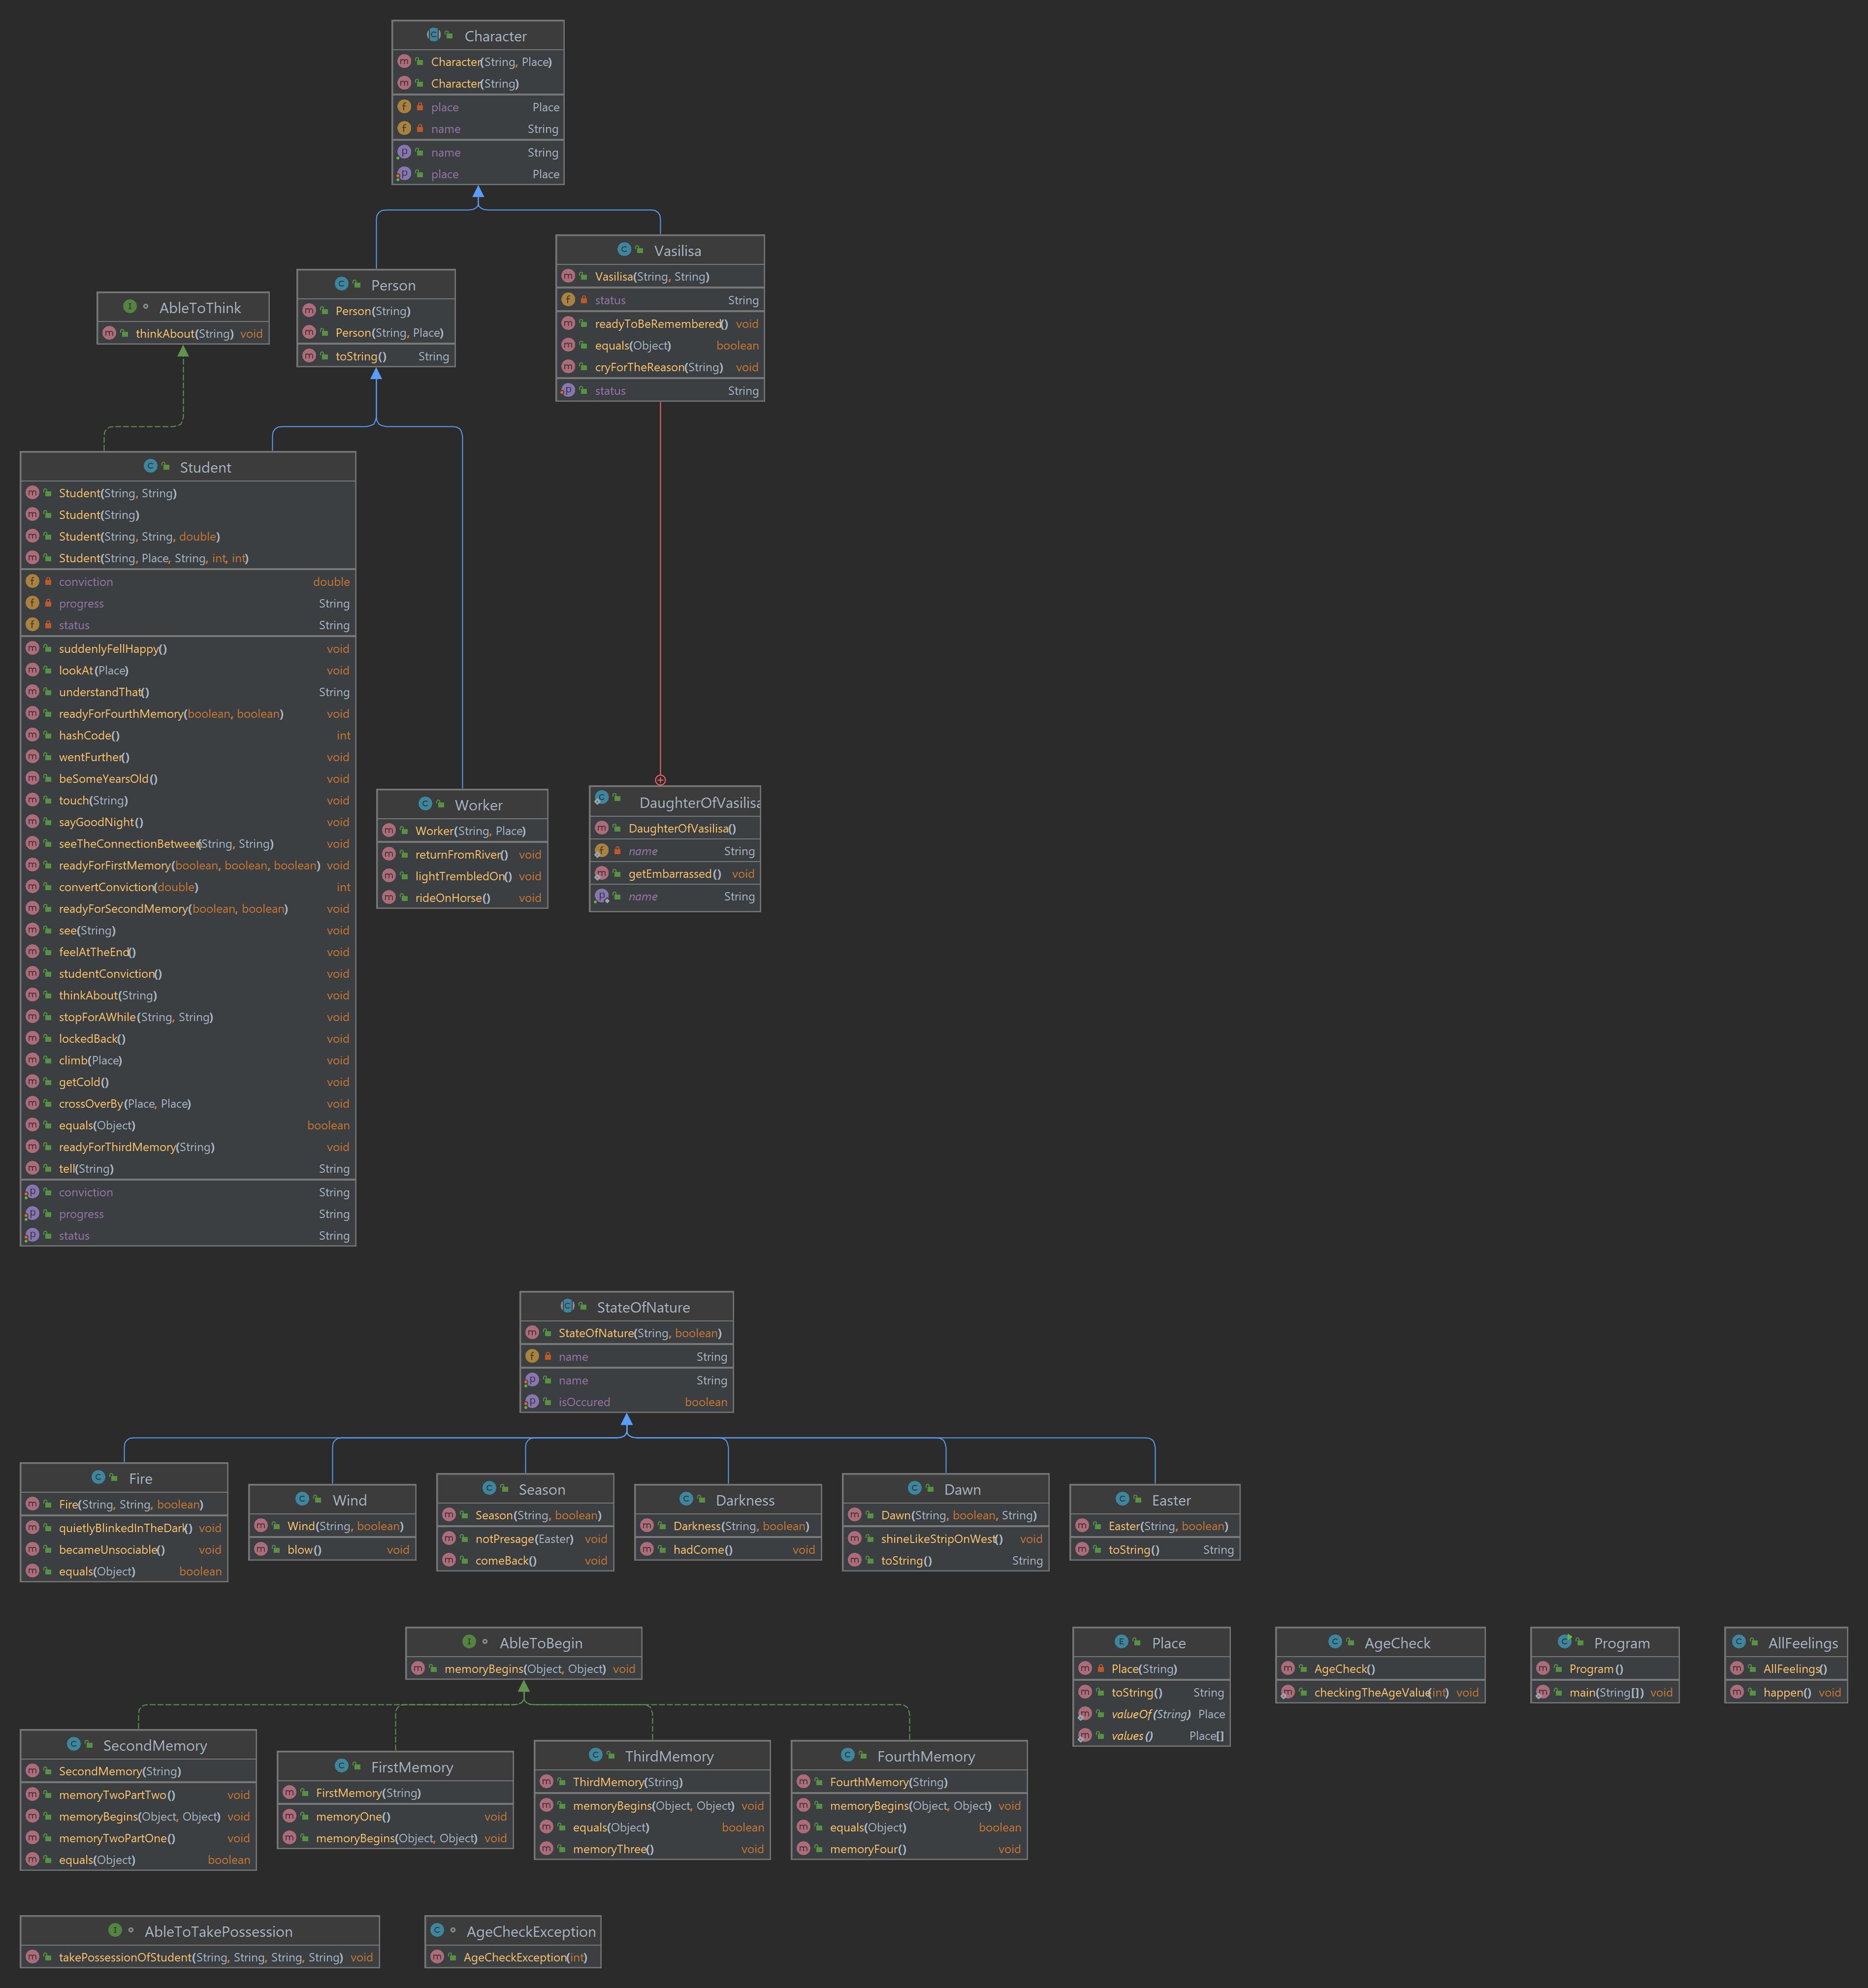 Character
Character(String, Place)
Character(String)
place Place
name String
name String
place Place
Vasilisa
Vasilisa(String, String)
status String
readyToBeRemembered() void
equals(Object) boolean
cryForTheReason(String) void
status String
Person
Person(String)
Person(String, Place)
toString() String
AbleToThink
thinkAbout(String) void
Student
Student(String, String)
Student(String)
Student(String, String, double)
Student(String, Place, String, int, int)
conviction double
progress String
status String
suddenlyFellHappy() void
lookAt(Place) void
understandThat() String
readyForFourthMemory(boolean, boolean) void
hashCode() int
wentFurther() void
beSomeYearsOld() void
touch(String) void
sayGoodNight() void
seeTheConnectionBetween(String, String) void
readyForFirstMemory(boolean, boolean, boolean) void
convertConviction(double) int
readyForSecondMemory(boolean, boolean) void
see(String) void
feelAtTheEnd() void
studentConviction() void
thinkAbout(String) void
stopForAWhile(String, String) void
lockedBack() void
climb(Place) void
getCold() void
crossOverBy(Place, Place) void
equals(Object) boolean
readyForThirdMemory(String) void
tell(String) String
conviction String
progress String
status String
Worker
Worker(String, Place)
returnFromRiver() void
lightTrembledOn() void
rideOnHorse() void
DaughterOfVasilisa
DaughterOfVasilisa()
name String
getEmbarrassed() void
name String
StateOfNature
StateOfNature(String, boolean)
name String
name String
isOccured boolean
Fire
Fire(String, String, boolean)
quietlyBlinkedInTheDark() void
becameUnsociable() void
equals(Object) boolean
Wind
Wind(String, boolean)
blow() void
Season
Season(String, boolean)
notPresage(Easter) void
comeBack() void
Darkness
Darkness(String, boolean)
hadCome() void
Dawn
Dawn(String, boolean, String)
shineLikeStripOnWest() void
toString() String
Easter
Easter(String, boolean)
toString() String
AbleToBegin
memoryBegins(Object, Object) void
Place
Place(String)
toString() String
valueOf(String) Place
values() Place[]
AgeCheck
AgeCheck()
checkingTheAgeValue(int) void
Program
Program()
main(String[]) void
AllFeelings
AllFeelings()
happen() void
SecondMemory
SecondMemory(String)
memoryTwoPartTwo() void
memoryBegins(Object, Object) void
memoryTwoPartOne() void
equals(Object) boolean
FirstMemory
FirstMemory(String)
memoryOne() void
memoryBegins(Object, Object) void
ThirdMemory
ThirdMemory(String)
memoryBegins(Object, Object) void
equals(Object) boolean
memoryThree() void
FourthMemory
FourthMemory(String)
memoryBegins(Object, Object) void
equals(Object) boolean
memoryFour() void
AbleToTakePossession
takePossessionOfStudent(String, String, String, String) void
AgeCheckException
AgeCheckException(int)